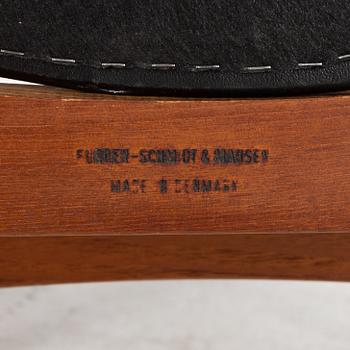 FUNDER-SCHMIDT & MADSEN
MADE IN DENMARK